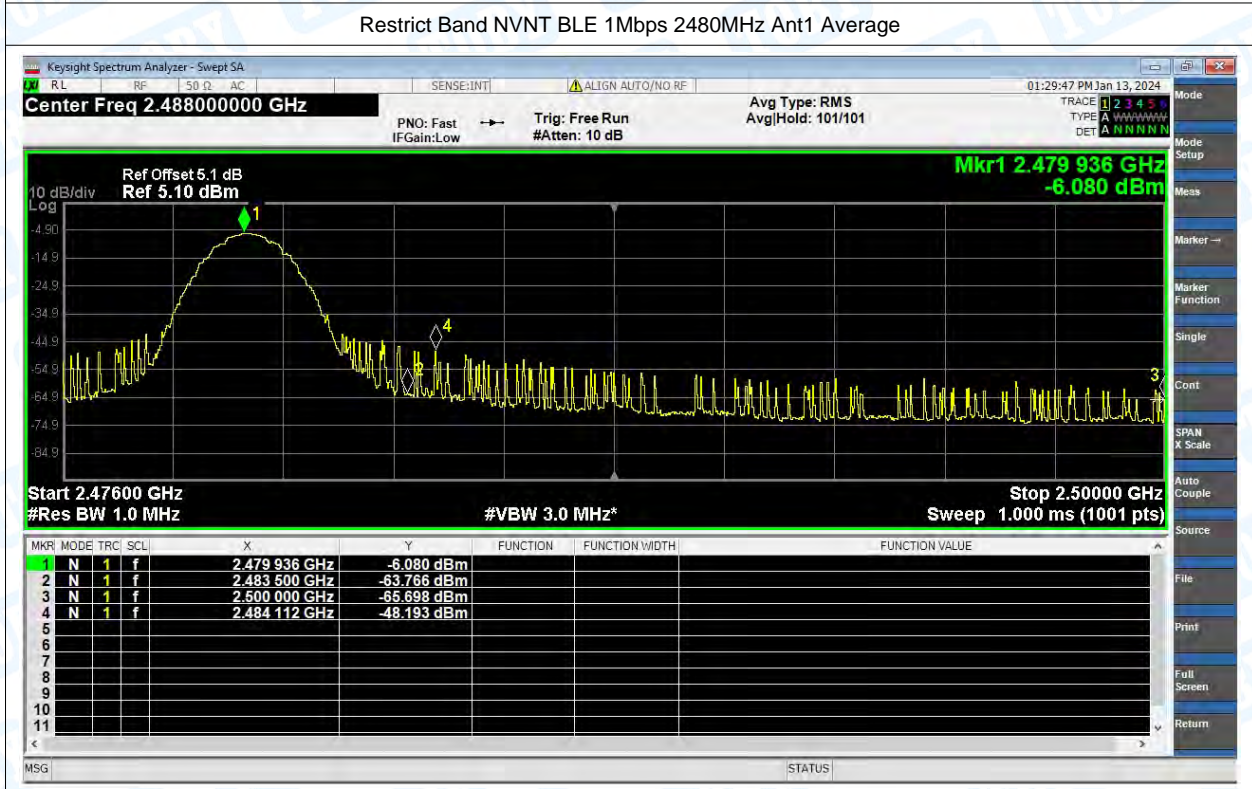 Restrict Band NVNT BLE 1Mbps 2480MHz Ant1 Average
Keysight Spectrum Analyzer - Swept SA
LXI RL RF 50 Ω AC SENSE:INT ALIGN AUTO/NO RF 01:29:47 PM Jan 13, 2024
Center Freq 2.488000000 GHz
PNO: Fast
IFGain:Low
Trig: Free Run
#Atten: 10 dB
Avg Type: RMS
Avg|Hold: 101/101
TRACE 1 2 3 4 5 6
TYPE A WWWWW
DET A N N N N N
Mkr1 2.479 936 GHz
-6.080 dBm
Ref Offset 5.1 dB
10 dB/div Ref 5.10 dBm
Log
-4.90
-14.9
-24.9
-34.9
-44.9
-54.9
-64.9
-74.9
-84.9
1
2
3
4
Start 2.47600 GHz Stop 2.50000 GHz
#Res BW 1.0 MHz #VBW 3.0 MHz* Sweep 1.000 ms (1001 pts)
MKR MODE TRC SCL X Y FUNCTION FUNCTION WIDTH FUNCTION VALUE
1 N 1 f 2.479 936 GHz -6.080 dBm
2 N 1 f 2.483 500 GHz -63.766 dBm
3 N 1 f 2.500 000 GHz -65.698 dBm
4 N 1 f 2.484 112 GHz -48.193 dBm
5
6
7
8
9
10
11
MSG STATUS
Mode
Mode Setup
Meas
Marker →
Marker Function
Single
Cont
SPAN X Scale
Auto Couple
Source
File
Print
Full Screen
Return